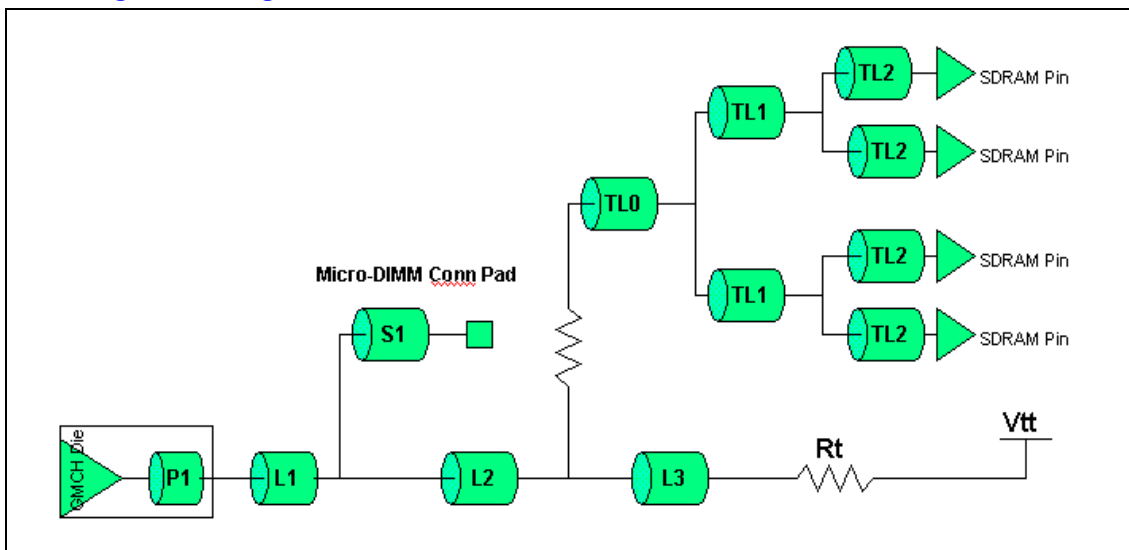 TL2
SDRAM Pin
TL1
TL2
SDRAM Pin
TL0
TL2
SDRAM Pin
Micro-DIMM Conn Pad
TL1
S1
TL2
SDRAM Pin
Vtt
GMCH Die
P1
L1
L2
L3
Rt